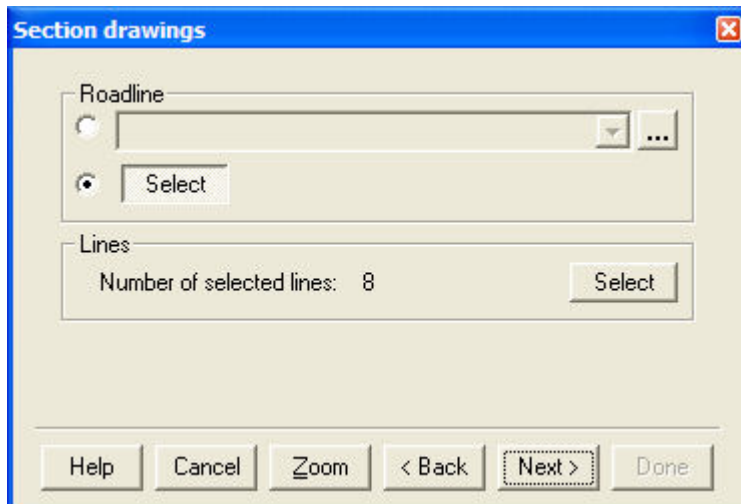 Section drawings
Roadline
...
Select
Lines
Number of selected lines: 8 Select
Help Cancel Zoom < Back Next > Done